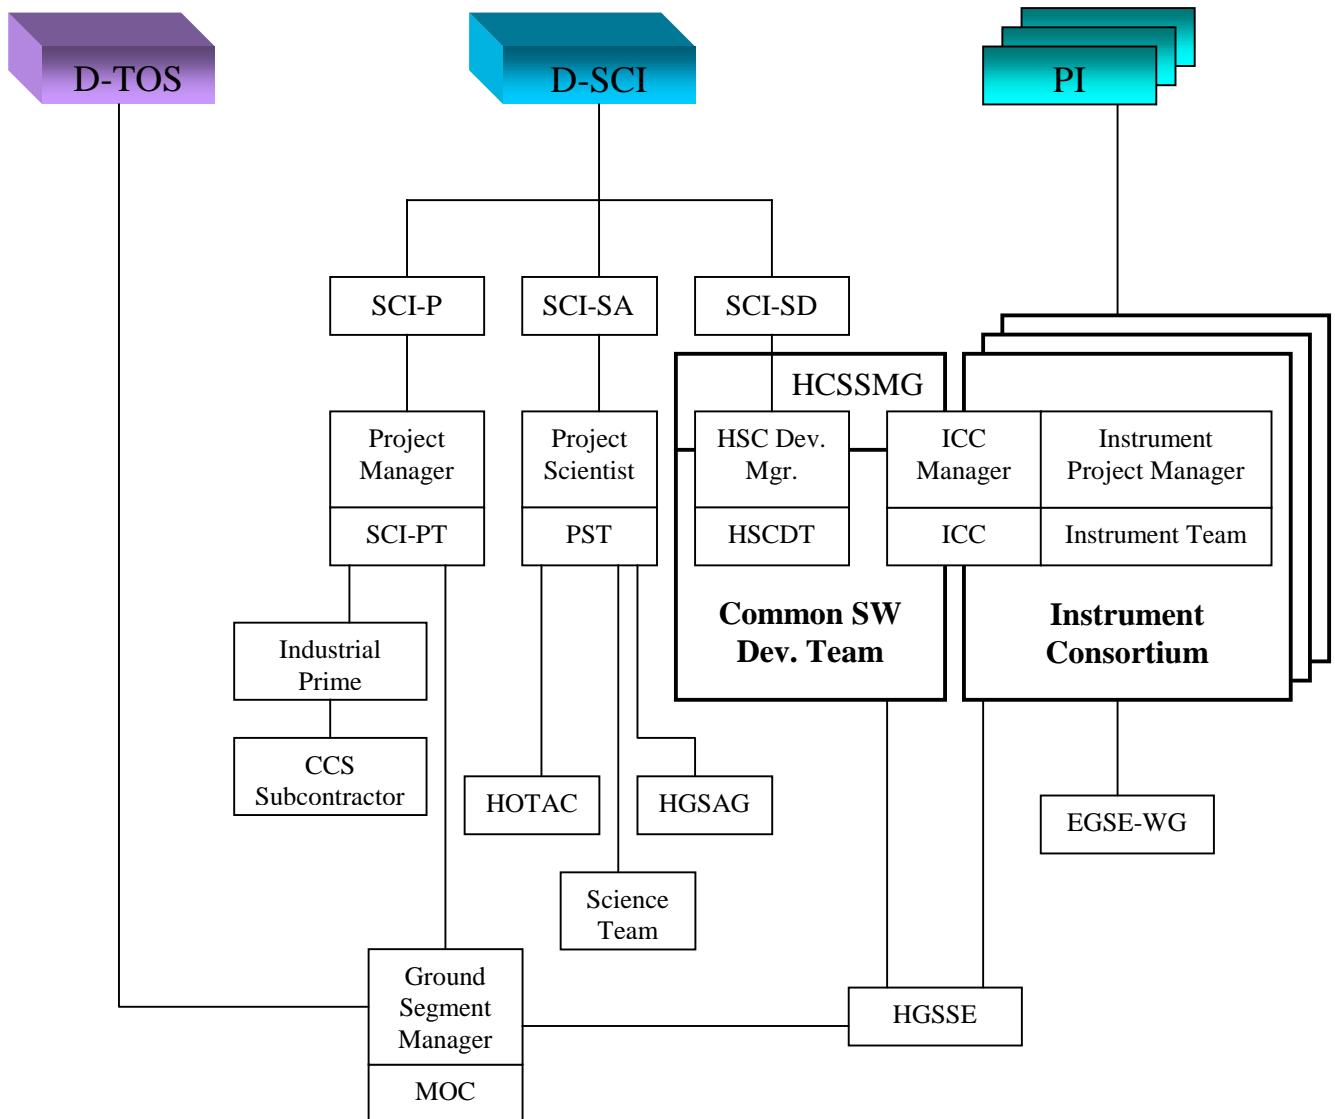 D-TOS
D-SCI
PI
SCI-P
SCI-SA
SCI-SD
HCSSMG
Project
Manager
SCI-PT
Project
Scientist
PST
HSC Dev.
Mgr.
HSCDT
ICC
Manager
ICC
Instrument
Project Manager
Instrument Team
Common SW
Dev. Team
Instrument
Consortium
Industrial
Prime
CCS
Subcontractor
HOTAC
HGSAG
EGSE-WG
Science
Team
Ground
Segment
Manager
MOC
HGSSE